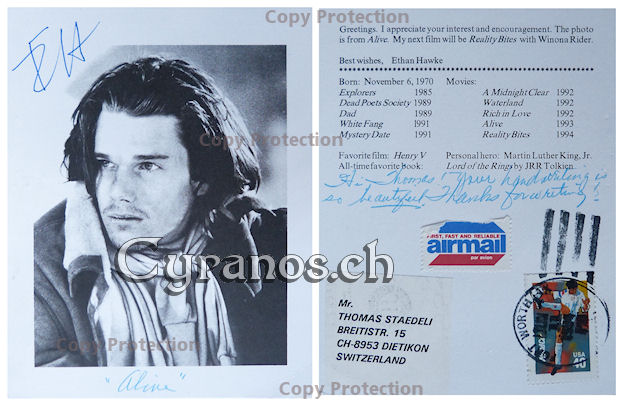 Copy Protection
EH
Copy Protection
Cyranos.ch
Copy Protection
"Alive"
Copy Protection
Greetings. I appreciate your interest and encouragement. The photo
is from Alive. My next film will be Reality Bites with Winona Rider.
Best wishes, Ethan Hawke
Born: November 6, 1970 Movies:
Explorers 1985 A Midnight Clear 1992
Dead Poets Society 1989 Waterland 1992
Dad 1989 Rich in Love 1992
White Fang 1991 Alive 1993
Mystery Date 1991 Reality Bites 1994
Favorite film: Henry V Personal hero: Martin Luther King, Jr.
All-time favorite book: Lord of the Rings by JRR Tolkien.
Hi Thomas! Your handwriting is
so beautiful. Thanks for writing!
FIRST, FAST AND RELIABLE
airmail
par avion
Mr.
THOMAS STAEDELI
BREITISTR. 15
CH-8953 DIETIKON
SWITZERLAND
WORTH
USA
40
Copy Protection